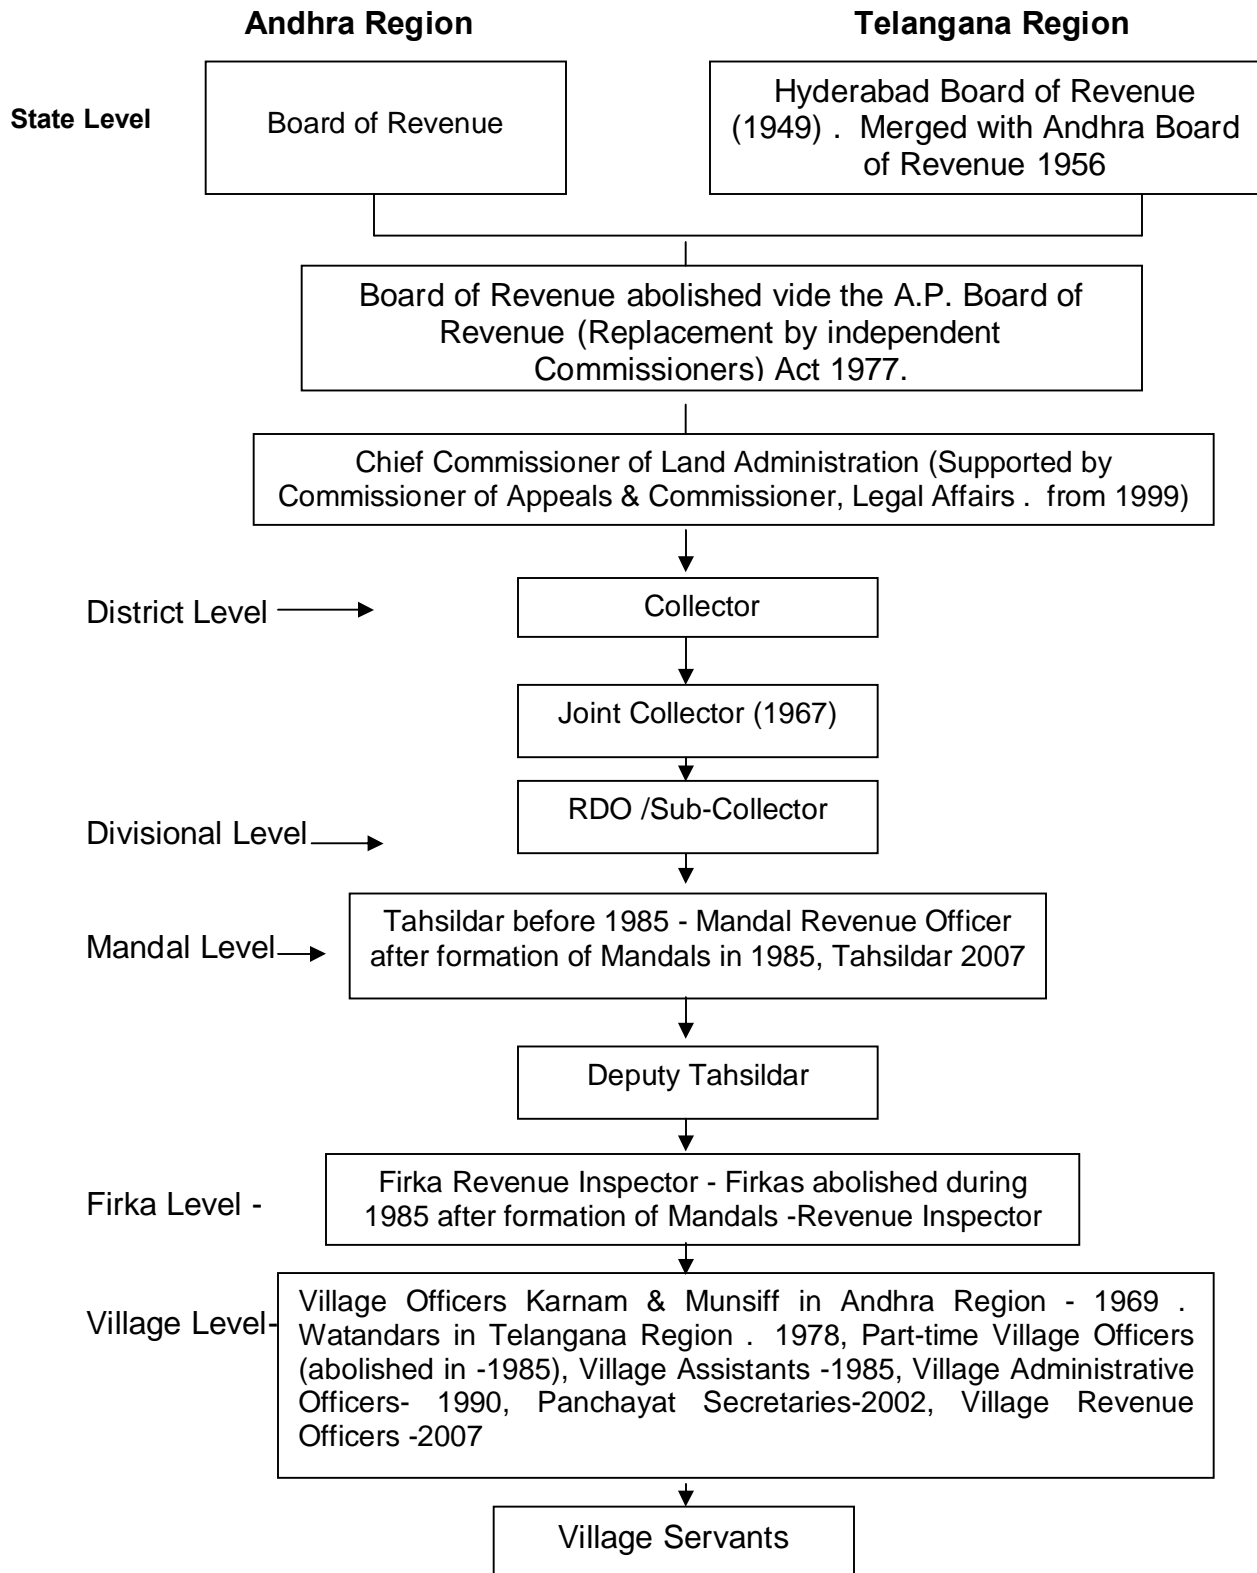 Andhra Region
Telangana Region
State Level
Board of Revenue
Hyderabad Board of Revenue
(1949) .  Merged with Andhra Board
of Revenue 1956
Board of Revenue abolished vide the A.P. Board of
Revenue (Replacement by independent
Commissioners) Act 1977.
Chief Commissioner of Land Administration (Supported by
Commissioner of Appeals & Commissioner, Legal Affairs .  from 1999)
District Level
Collector
Joint Collector (1967)
RDO /Sub-Collector
Divisional Level
Tahsildar before 1985 - Mandal Revenue Officer
after formation of Mandals in 1985, Tahsildar 2007
Mandal Level
Deputy Tahsildar
Firka Level -
Firka Revenue Inspector - Firkas abolished during
1985 after formation of Mandals -Revenue Inspector
Village Level-
Village Officers Karnam & Munsiff in Andhra Region - 1969 .
Watandars in Telangana Region .  1978, Part-time Village Officers
(abolished in -1985), Village Assistants -1985, Village Administrative
Officers- 1990, Panchayat Secretaries-2002, Village Revenue
Officers -2007
Village Servants